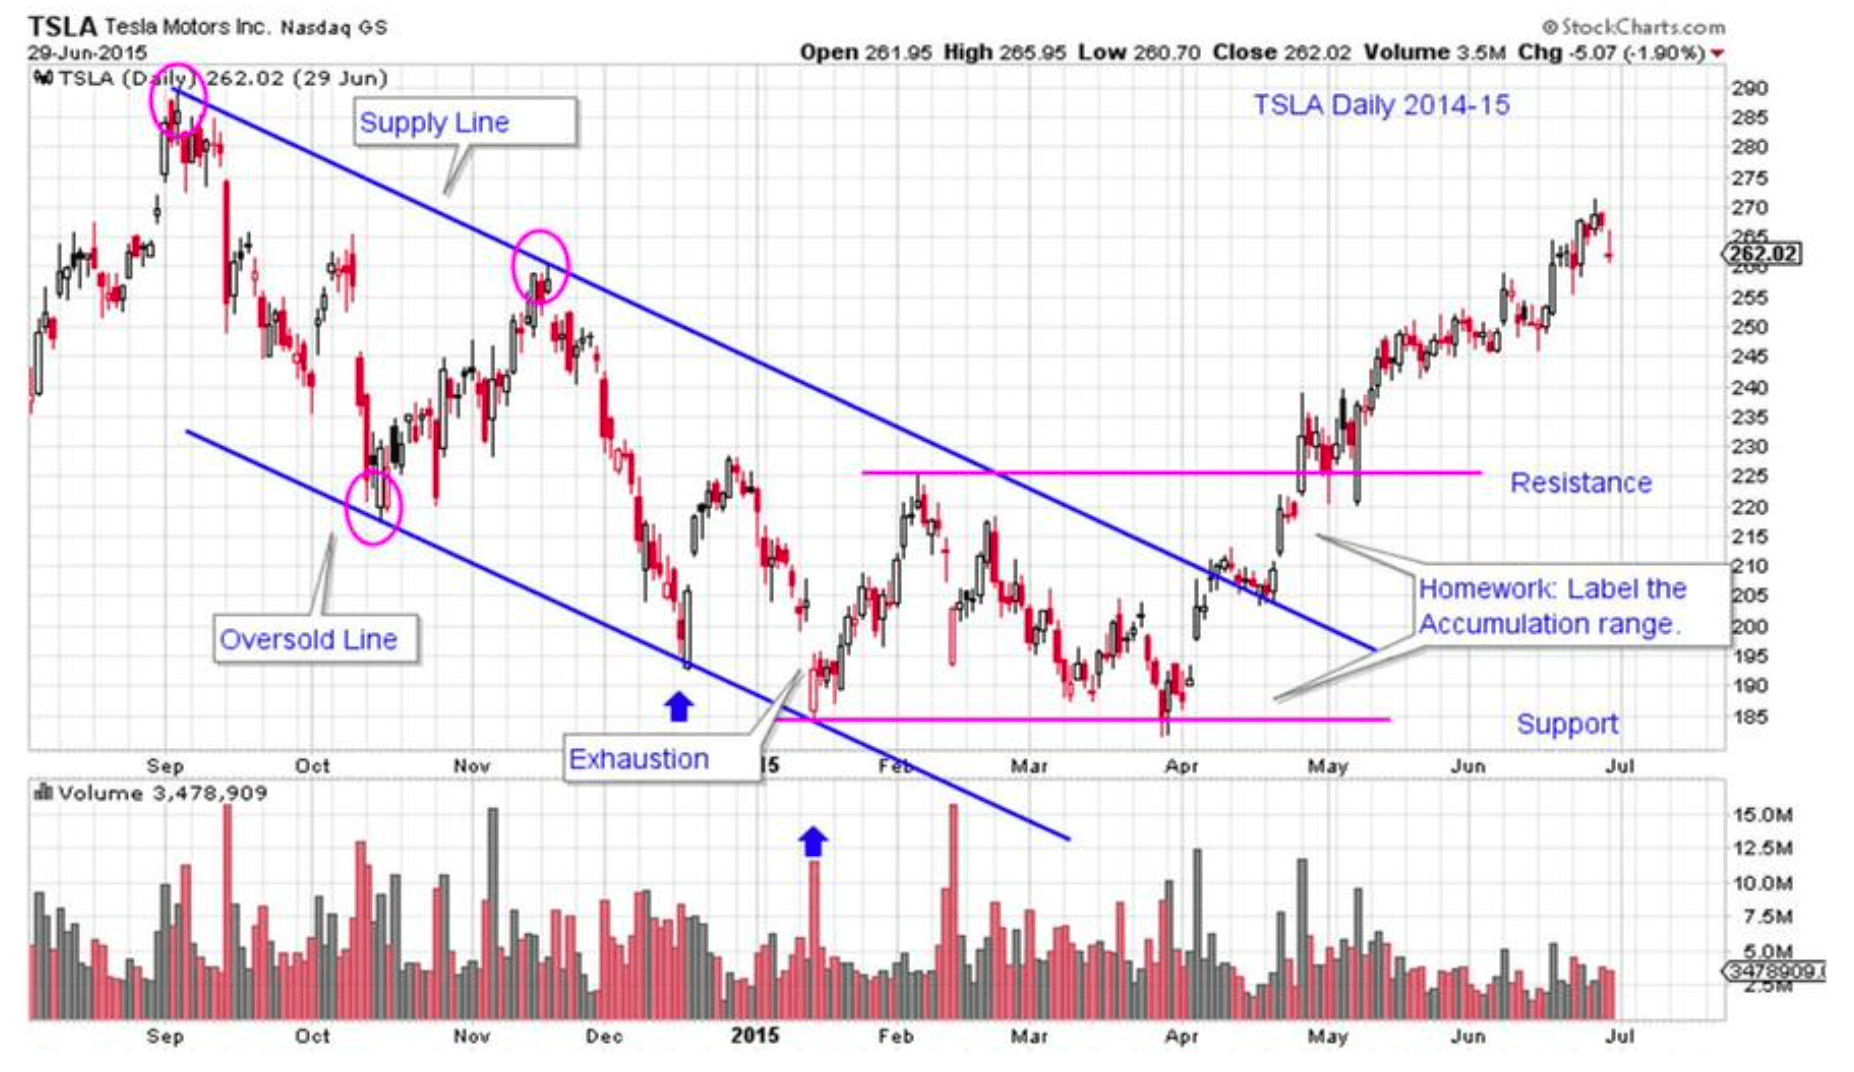 TSLA Tesla Motors Inc. Nasdaq GS
© StockCharts.com
29-Jun-2015
Open 261.95 High 265.95 Low 260.70 Close 262.02 Volume 3.5M Chg -5.07 (-1.90%)
TSLA (Daily) 262.02 (29 Jun)
TSLA Daily 2014-15
Supply Line
290
285
280
275
270
265
262.02
260
255
250
245
240
235
230
225
220
215
210
205
200
195
190
185
Resistance
Homework: Label the
Accumulation range.
Oversold Line
Support
Exhaustion
Sep Oct Nov 15 Feb Mar Apr May Jun Jul
Volume 3,478,909
15.0M
12.5M
10.0M
7.5M
5.0M
3478909.0
2.5M
Sep Oct Nov Dec 2015 Feb Mar Apr May Jun Jul